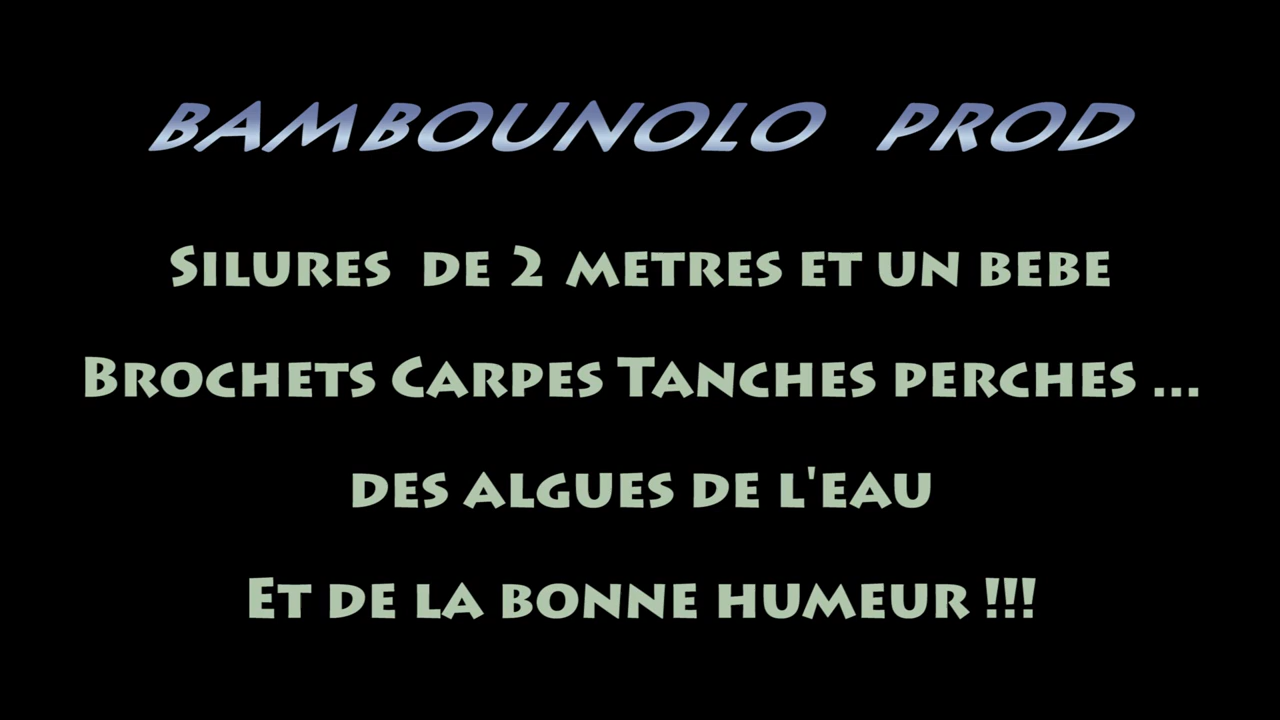 BAMBOUNOLO PROD
SILURES DE 2 METRES ET UN BEBE
BROCHETS CARPES TANCHES PERCHES ...
DES ALGUES DE L'EAU
ET DE LA BONNE HUMEUR !!!